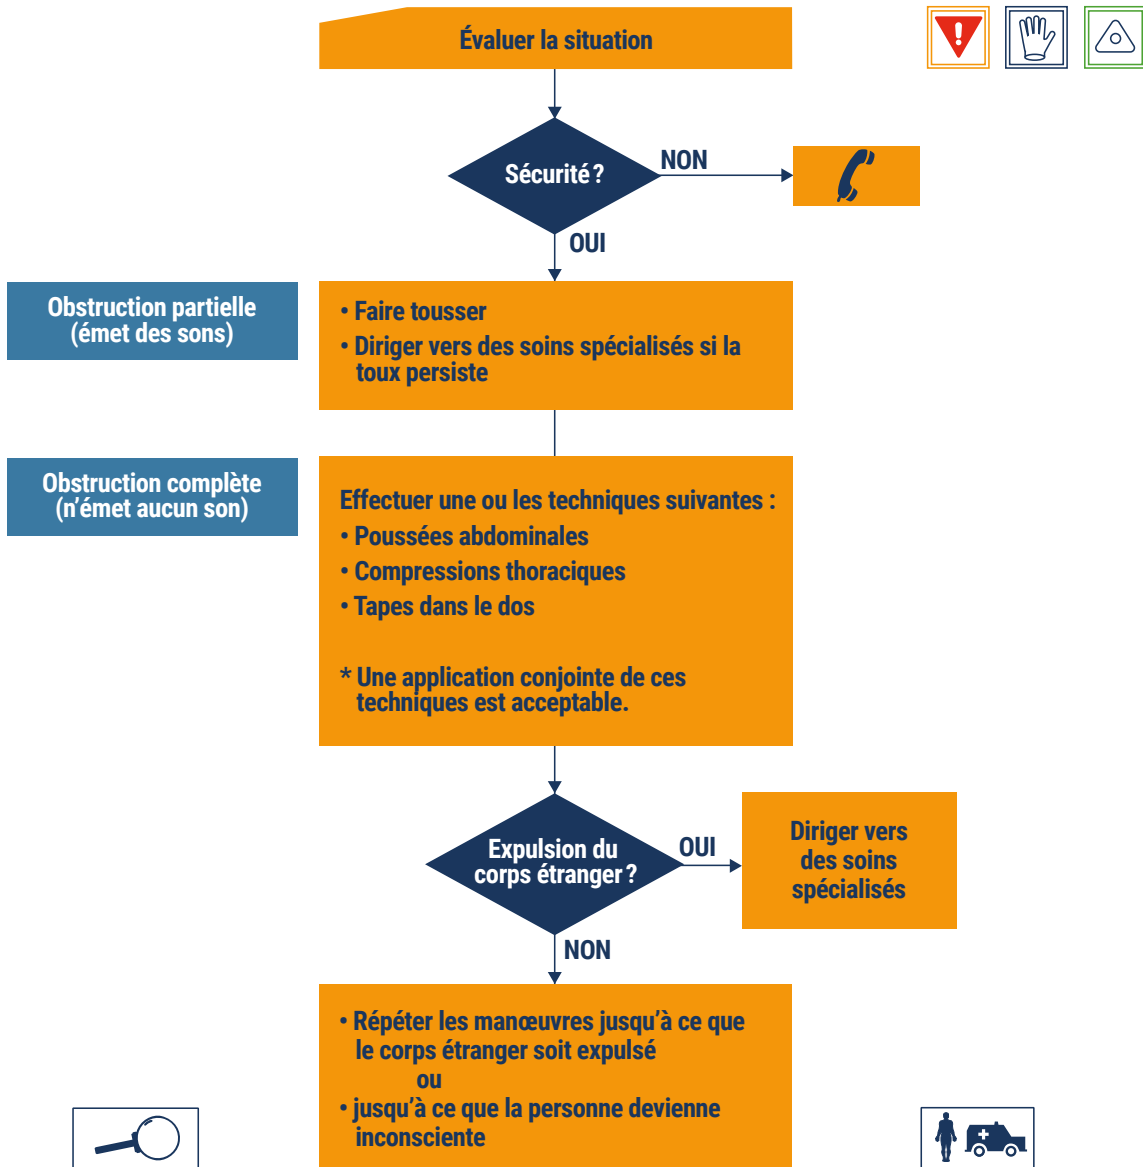 Évaluer la situation
Sécurité ?
NON
OUI
Obstruction partielle
(émet des sons)
• Faire tousser
• Diriger vers des soins spécialisés si la
toux persiste
Obstruction complète
(n’émet aucun son)
Effectuer une ou les techniques suivantes :
• Poussées abdominales
• Compressions thoraciques
• Tapes dans le dos
* Une application conjointe de ces
techniques est acceptable.
Expulsion du
corps étranger ?
OUI
Diriger vers
des soins
spécialisés
NON
• Répéter les manœuvres jusqu’à ce que
le corps étranger soit expulsé
ou
• jusqu’à ce que la personne devienne
inconsciente